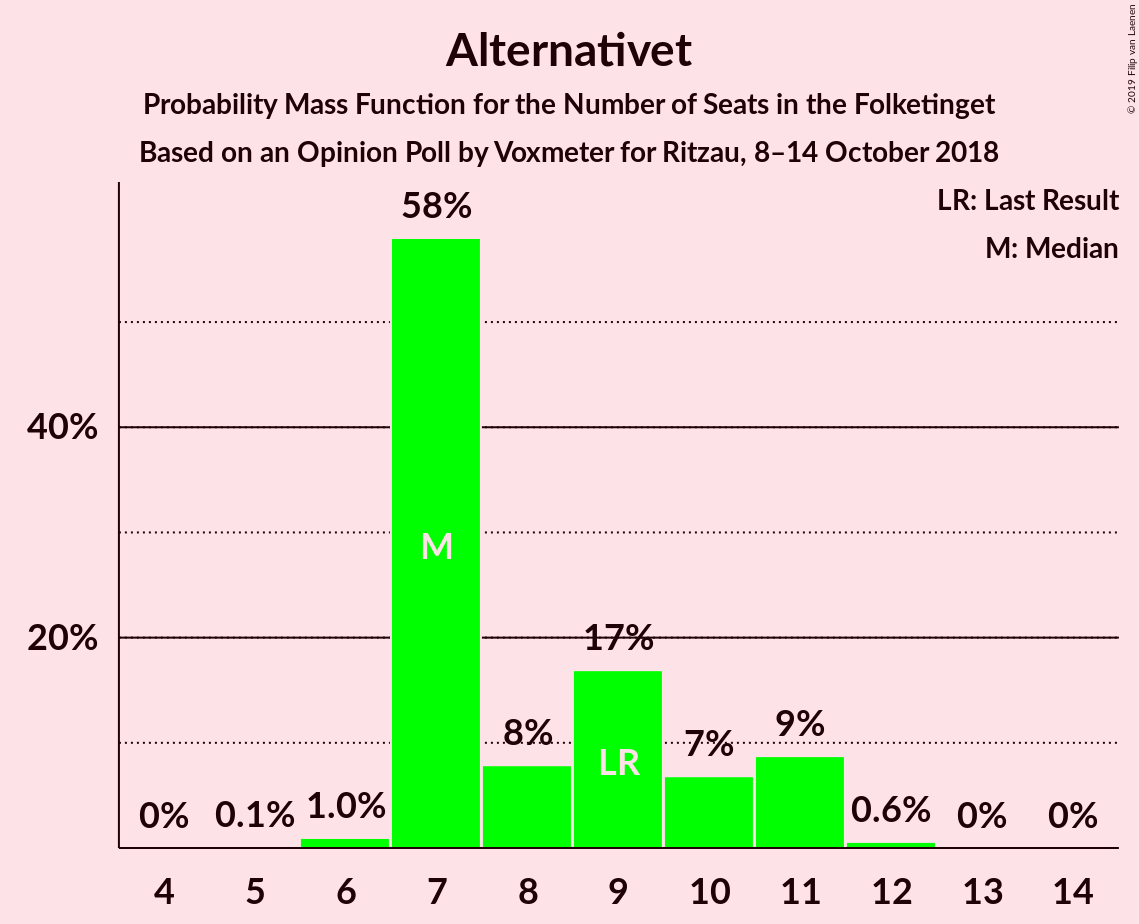 Alternativet
Probability Mass Function for the Number of Seats in the Folketinget
Based on an Opinion Poll by Voxmeter for Ritzau, 8–14 October 2018
© 2019 Filip van Laenen
LR: Last Result
M: Median
58%
40%
M
20%
17%
8%
LR
7%
9%
0%
0.1%
1.0%
0.6%
0%
0%
4 5 6 7 8 9 10 11 12 13 14